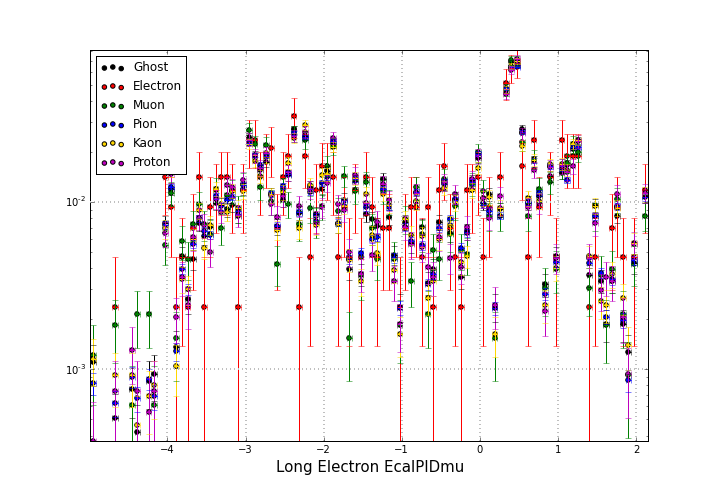 Ghost
Electron
Muon
Pion
Kaon
Proton
10⁻²
10⁻³
−4 −3 −2 −1 0 1 2
Long Electron EcalPIDmu